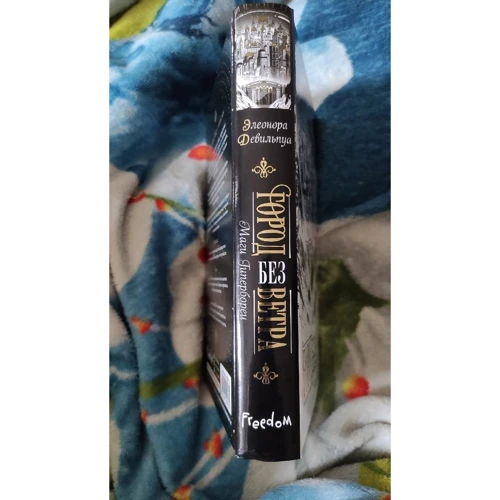 Элеонора
Девильпуа
ГОРОД
БЕЗ
ВЕТРА
Маги Гипербореи
Freedom